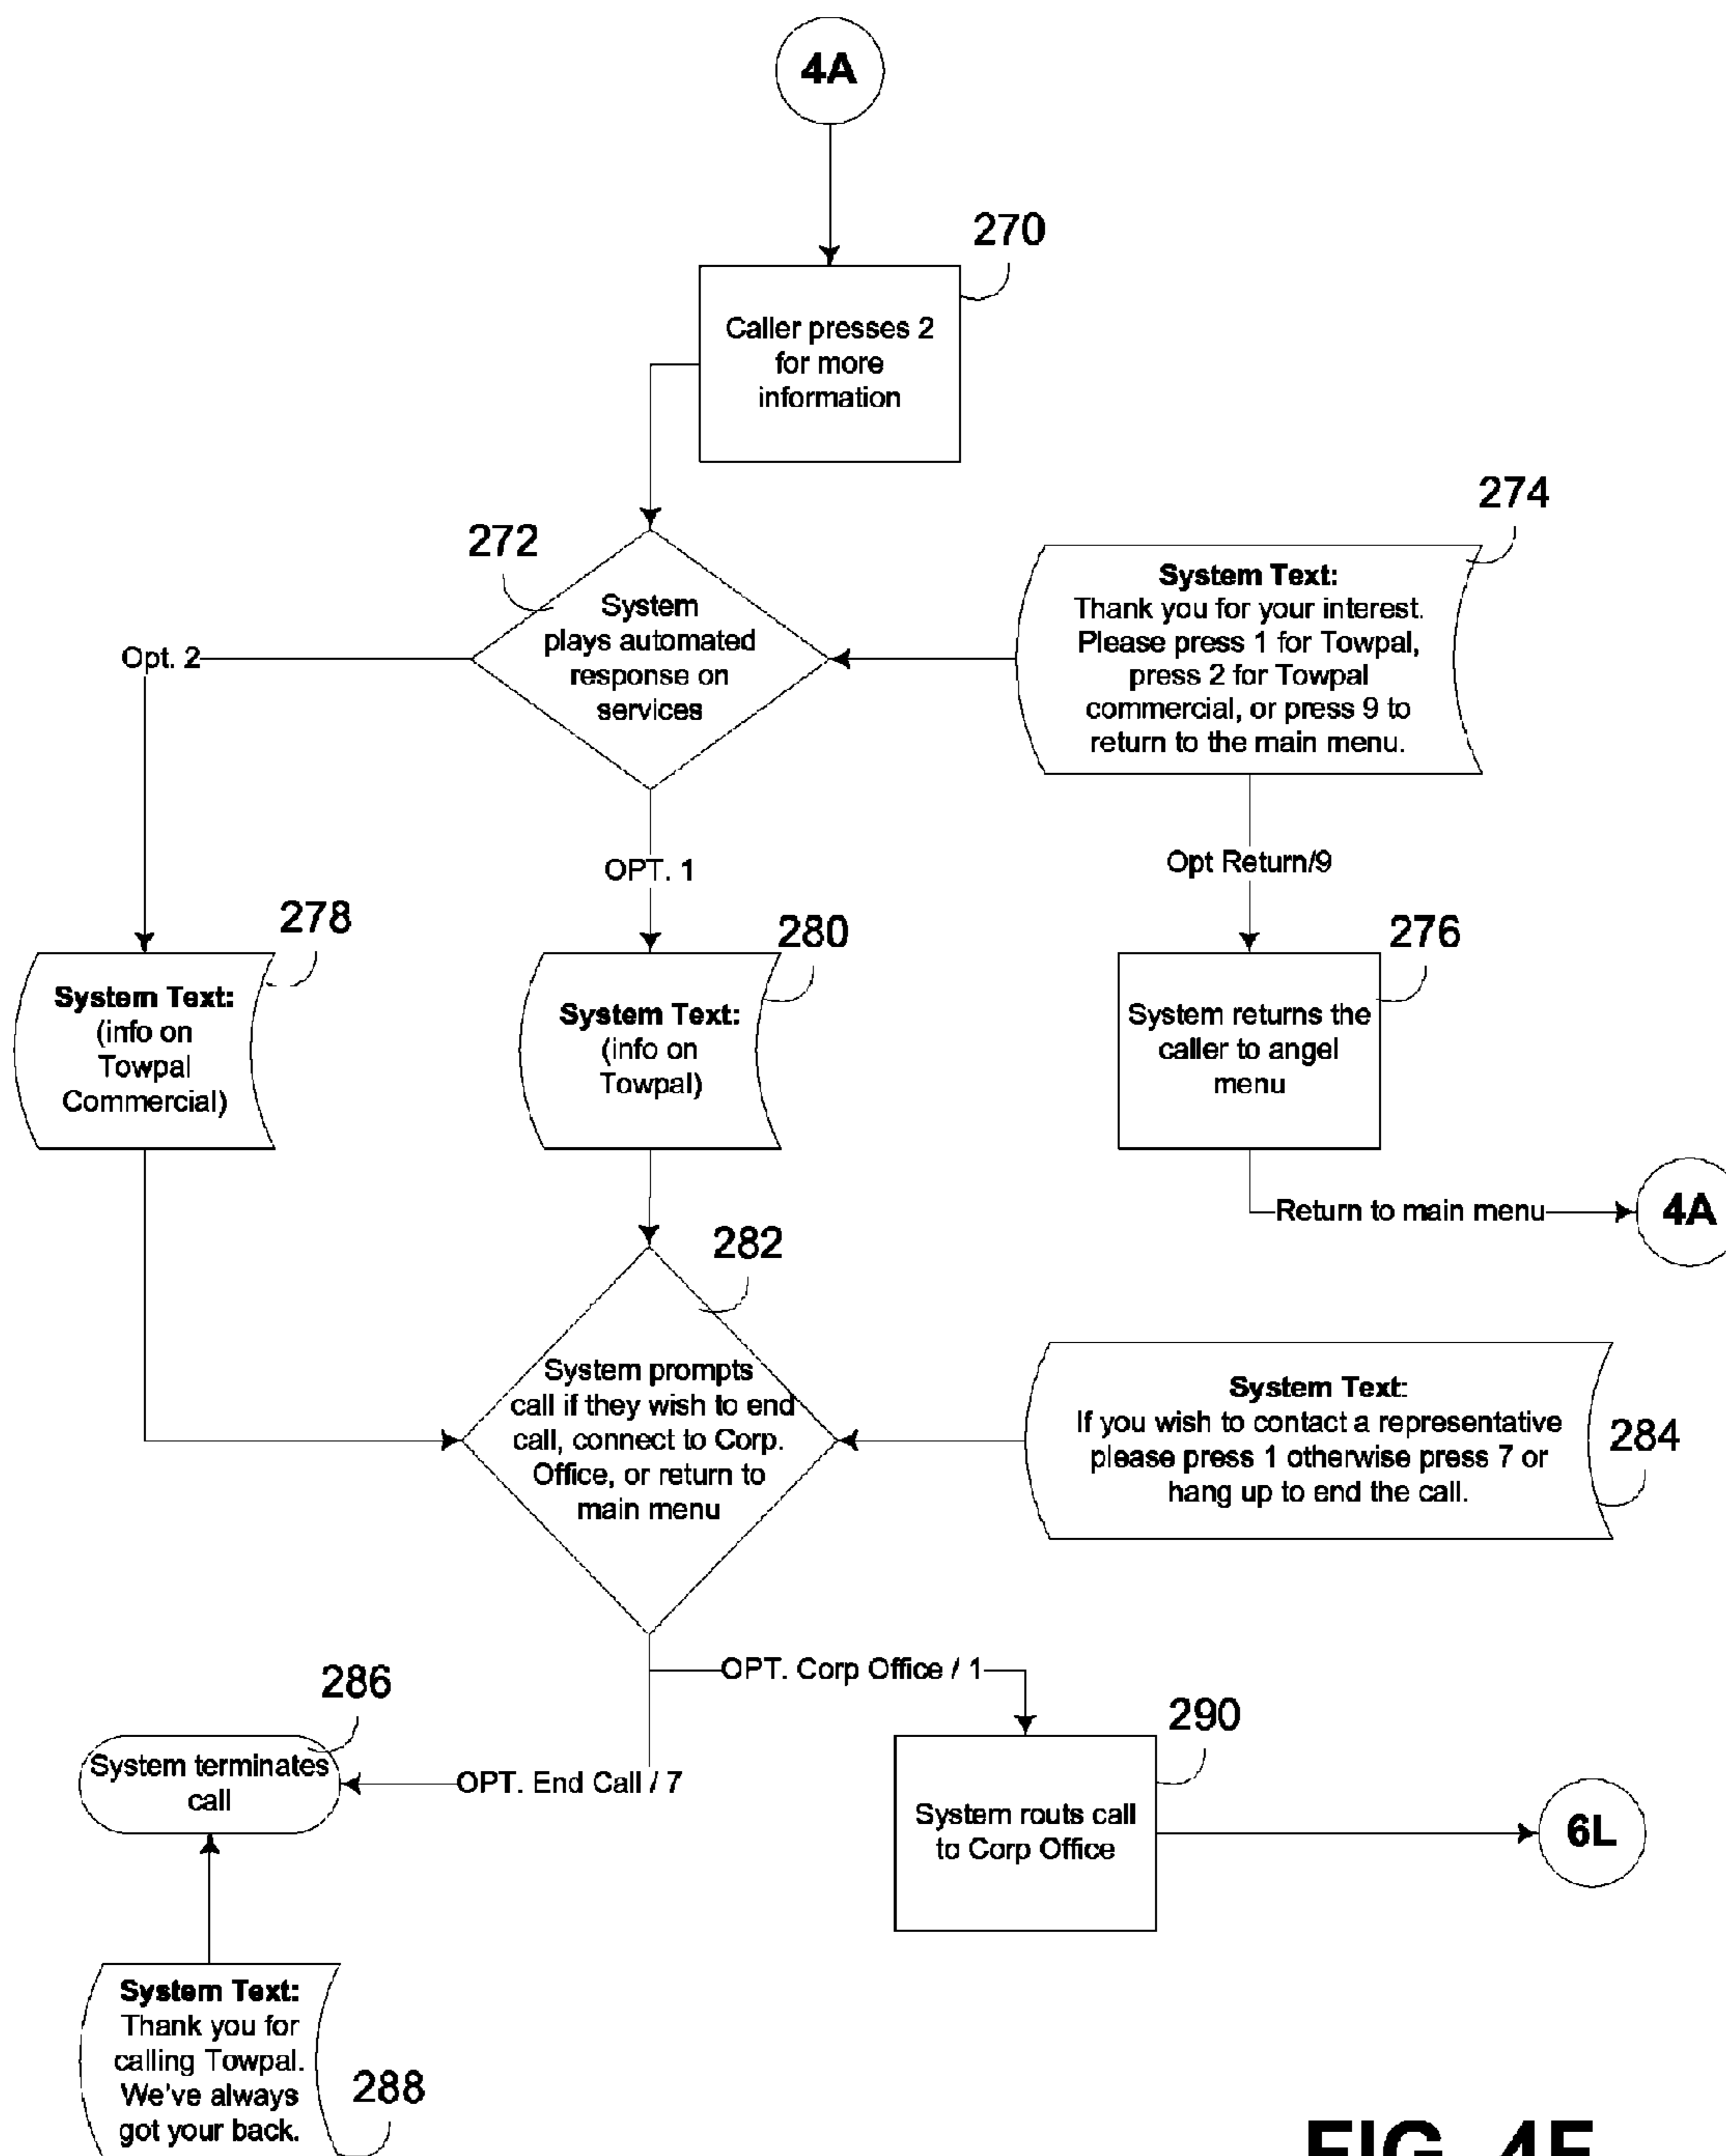 4A
270
Caller presses 2
for more
information
274
272
System
plays automated
response on
services
System Text:
Thank you for your interest.
Please press 1 for Towpal,
press 2 for Towpal
commercial, or press 9 to
return to the main menu.
Opt. 2
OPT. 1
Opt Return/9
278
280
276
System Text:
(info on
Towpal
Commercial)
System Text:
(info on
Towpal)
System returns the
caller to angel
menu
Return to main menu
4A
282
System prompts
call if they wish to end
call, connect to Corp.
Office, or return to
main menu
System Text:
If you wish to contact a representative
please press 1 otherwise press 7 or
hang up to end the call.
284
OPT. Corp Office / 1
286
System terminates
call
OPT. End Call / 7
290
System routs call
to Corp Office
6L
System Text:
Thank you for
calling Towpal.
We've always
got your back.
288